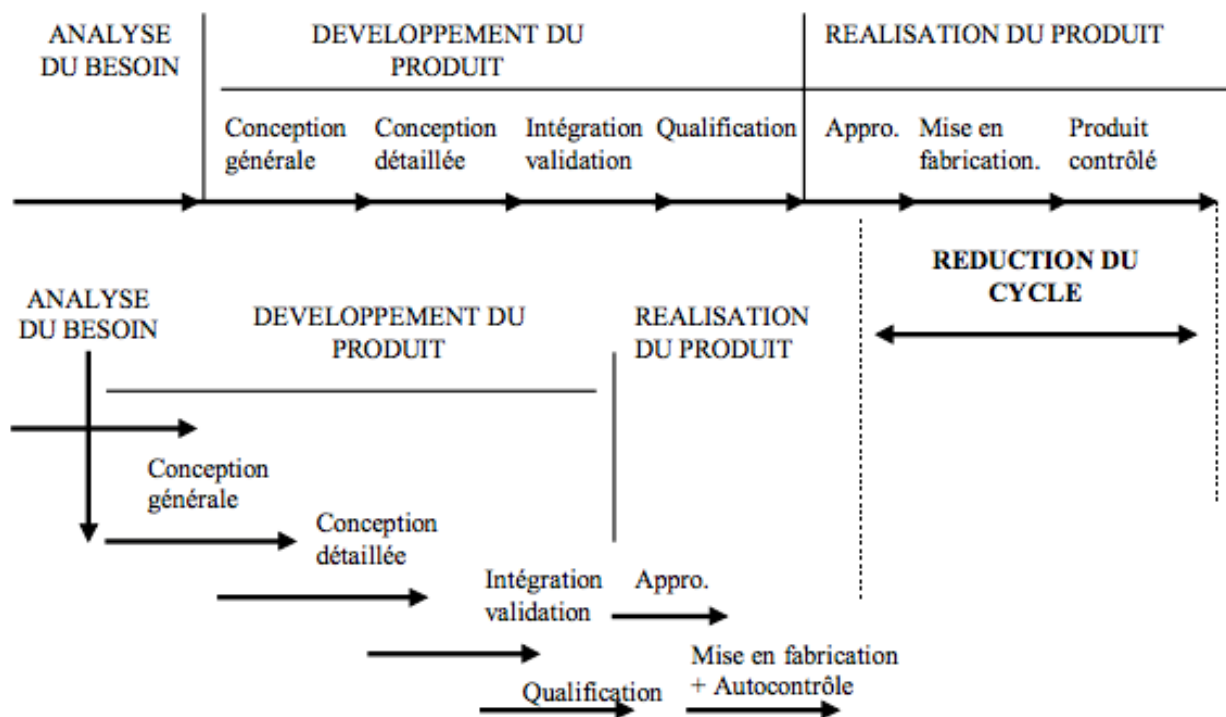 ANALYSE
DU BESOIN
DEVELOPPEMENT DU
PRODUIT
REALISATION DU PRODUIT
Conception
générale
Conception
détaillée
Intégration
validation
Qualification
Appro.
Mise en
fabrication.
Produit
contrôlé
REDUCTION DU
CYCLE
ANALYSE
DU BESOIN
DEVELOPPEMENT DU
PRODUIT
REALISATION
DU PRODUIT
Conception
générale
Conception
détaillée
Intégration
validation
Appro.
Qualification
Mise en fabrication
+ Autocontrôle